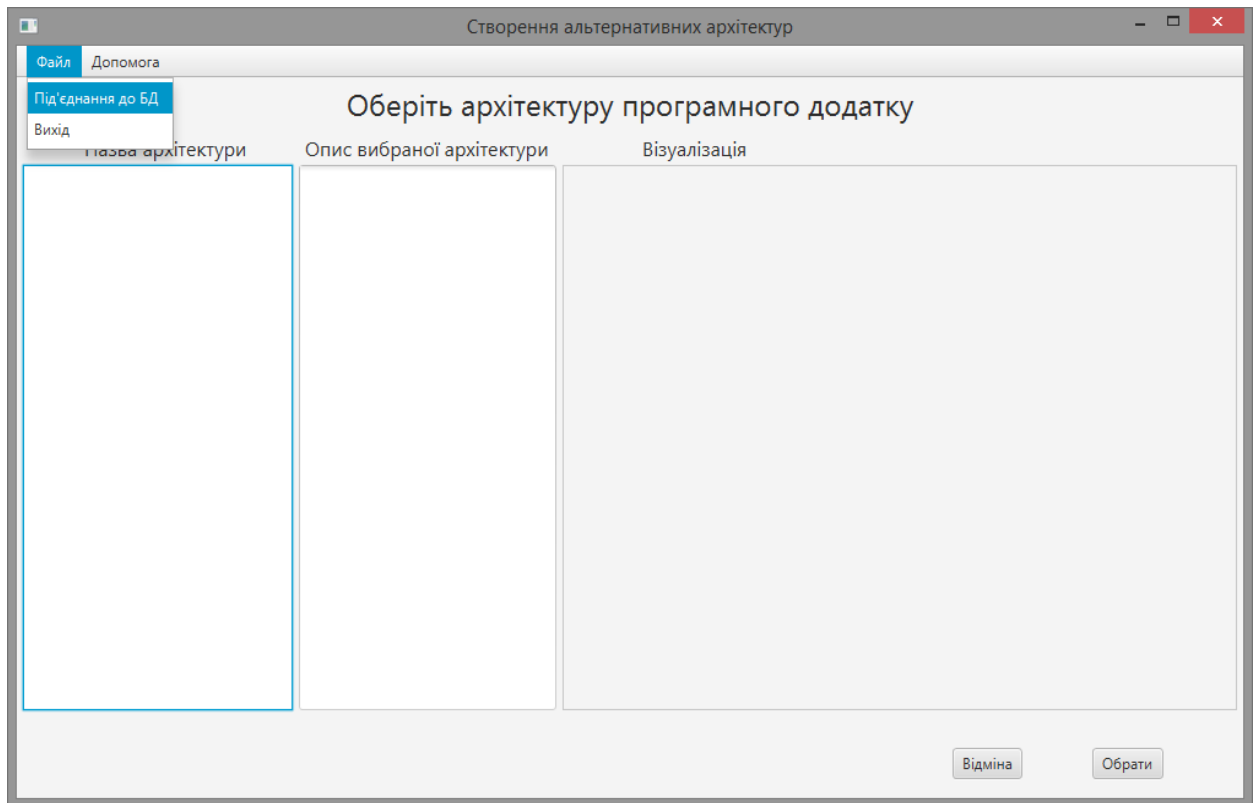 Створення альтернативних архітектур
Файл Допомога
Під'єднання до БД
Вихід
Оберіть архітектуру програмного додатку
Назва архітектури Опис вибраної архітектури Візуалізація
Відміна Обрати